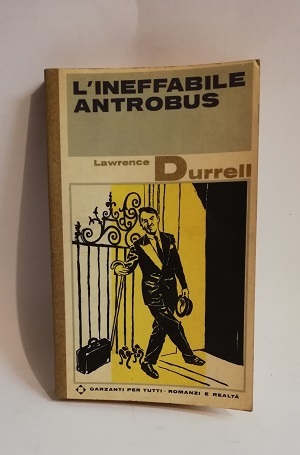 L'INEFFABILE
ANTROBUS
Lawrence Durrell
GARZANTI PER TUTTI - ROMANZI E REALTÀ